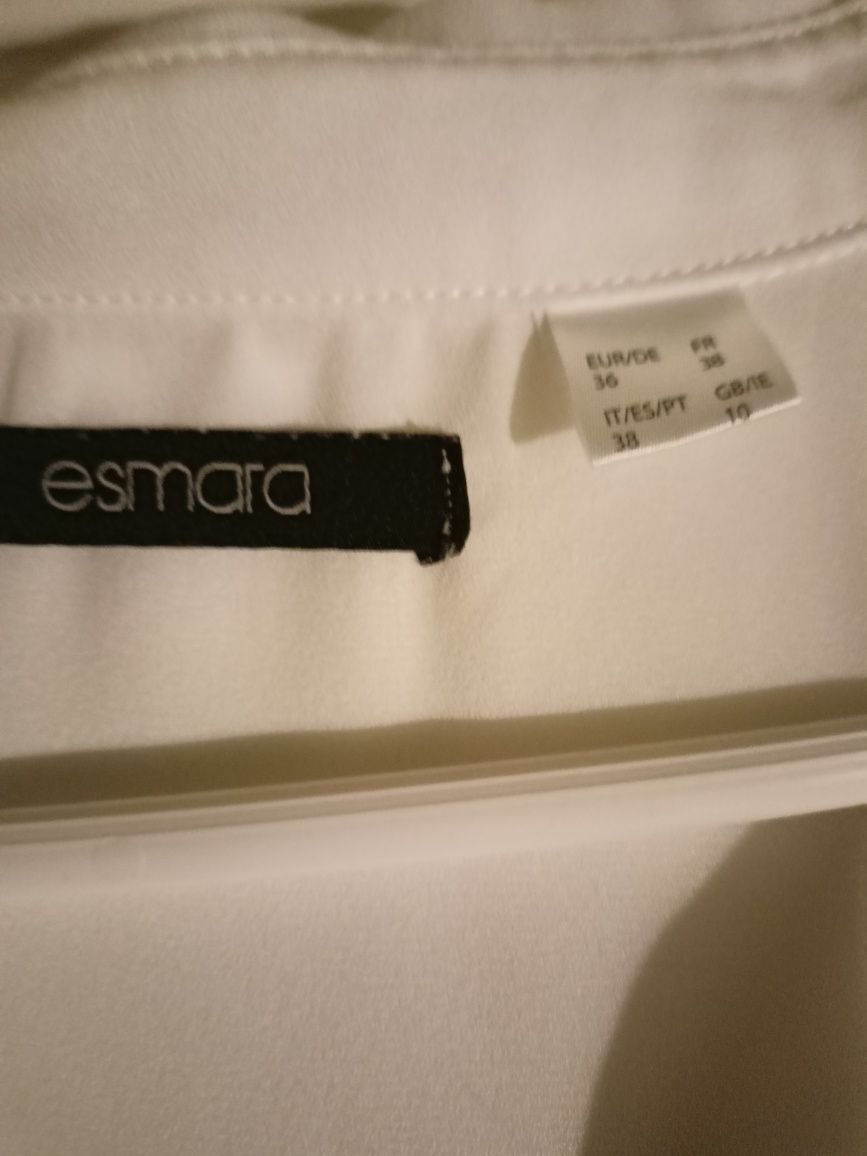 esmara
EUR/DE FR
36 38
IT/ES/PT GB/IE
38 10